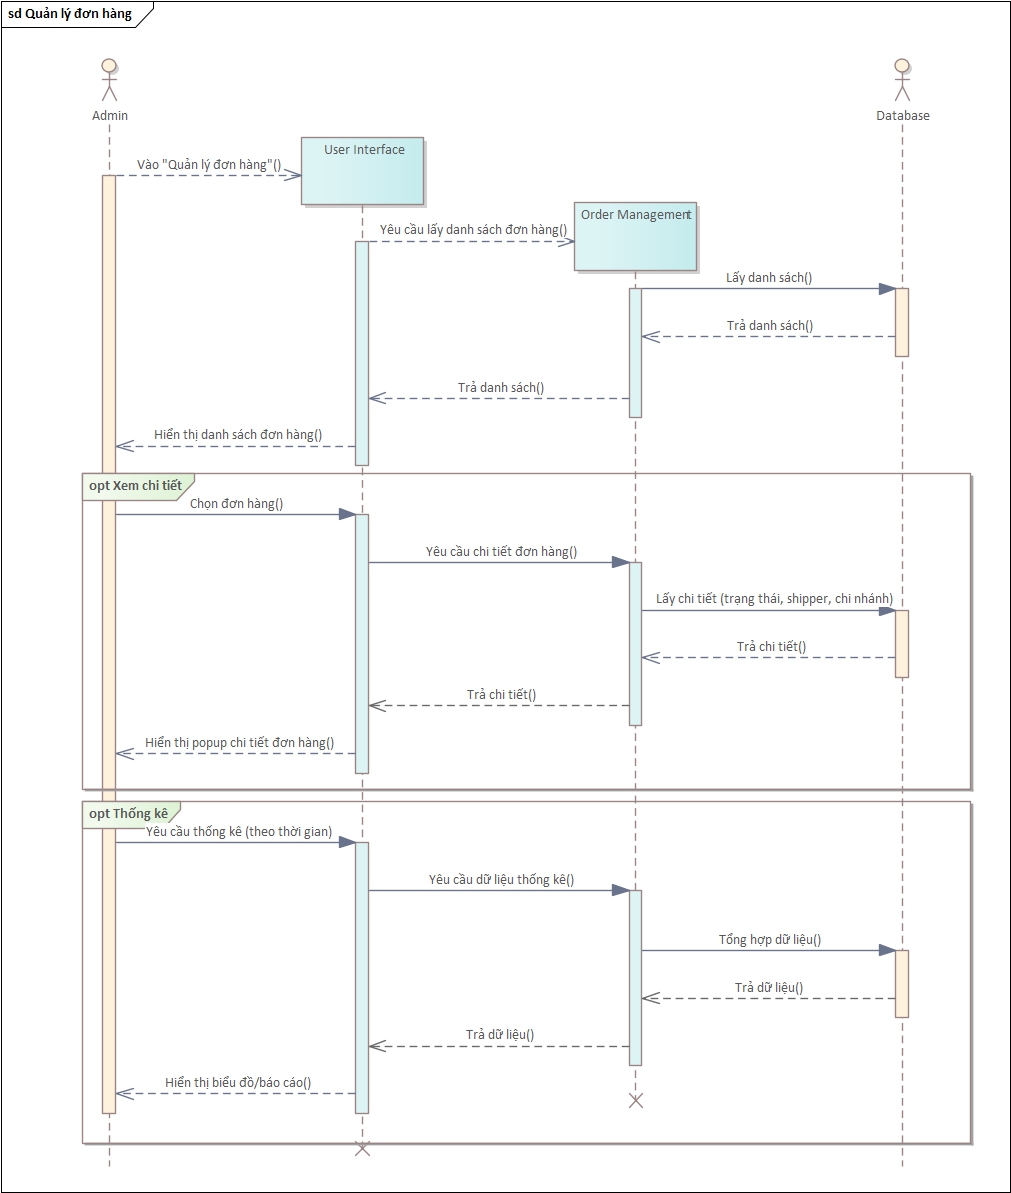 sd Quản lý đơn hàng
Admin
Database
User Interface
Vào "Quản lý đơn hàng"()
Order Management
Yêu cầu lấy danh sách đơn hàng()
Lấy danh sách()
Trả danh sách()
Trả danh sách()
Hiển thị danh sách đơn hàng()
opt Xem chi tiết
Chọn đơn hàng()
Yêu cầu chi tiết đơn hàng()
Lấy chi tiết (trạng thái, shipper, chi nhánh)
Trả chi tiết()
Trả chi tiết()
Hiển thị popup chi tiết đơn hàng()
opt Thống kê
Yêu cầu thống kê (theo thời gian)
Yêu cầu dữ liệu thống kê()
Tổng hợp dữ liệu()
Trả dữ liệu()
Trả dữ liệu()
Hiển thị biểu đồ/báo cáo()